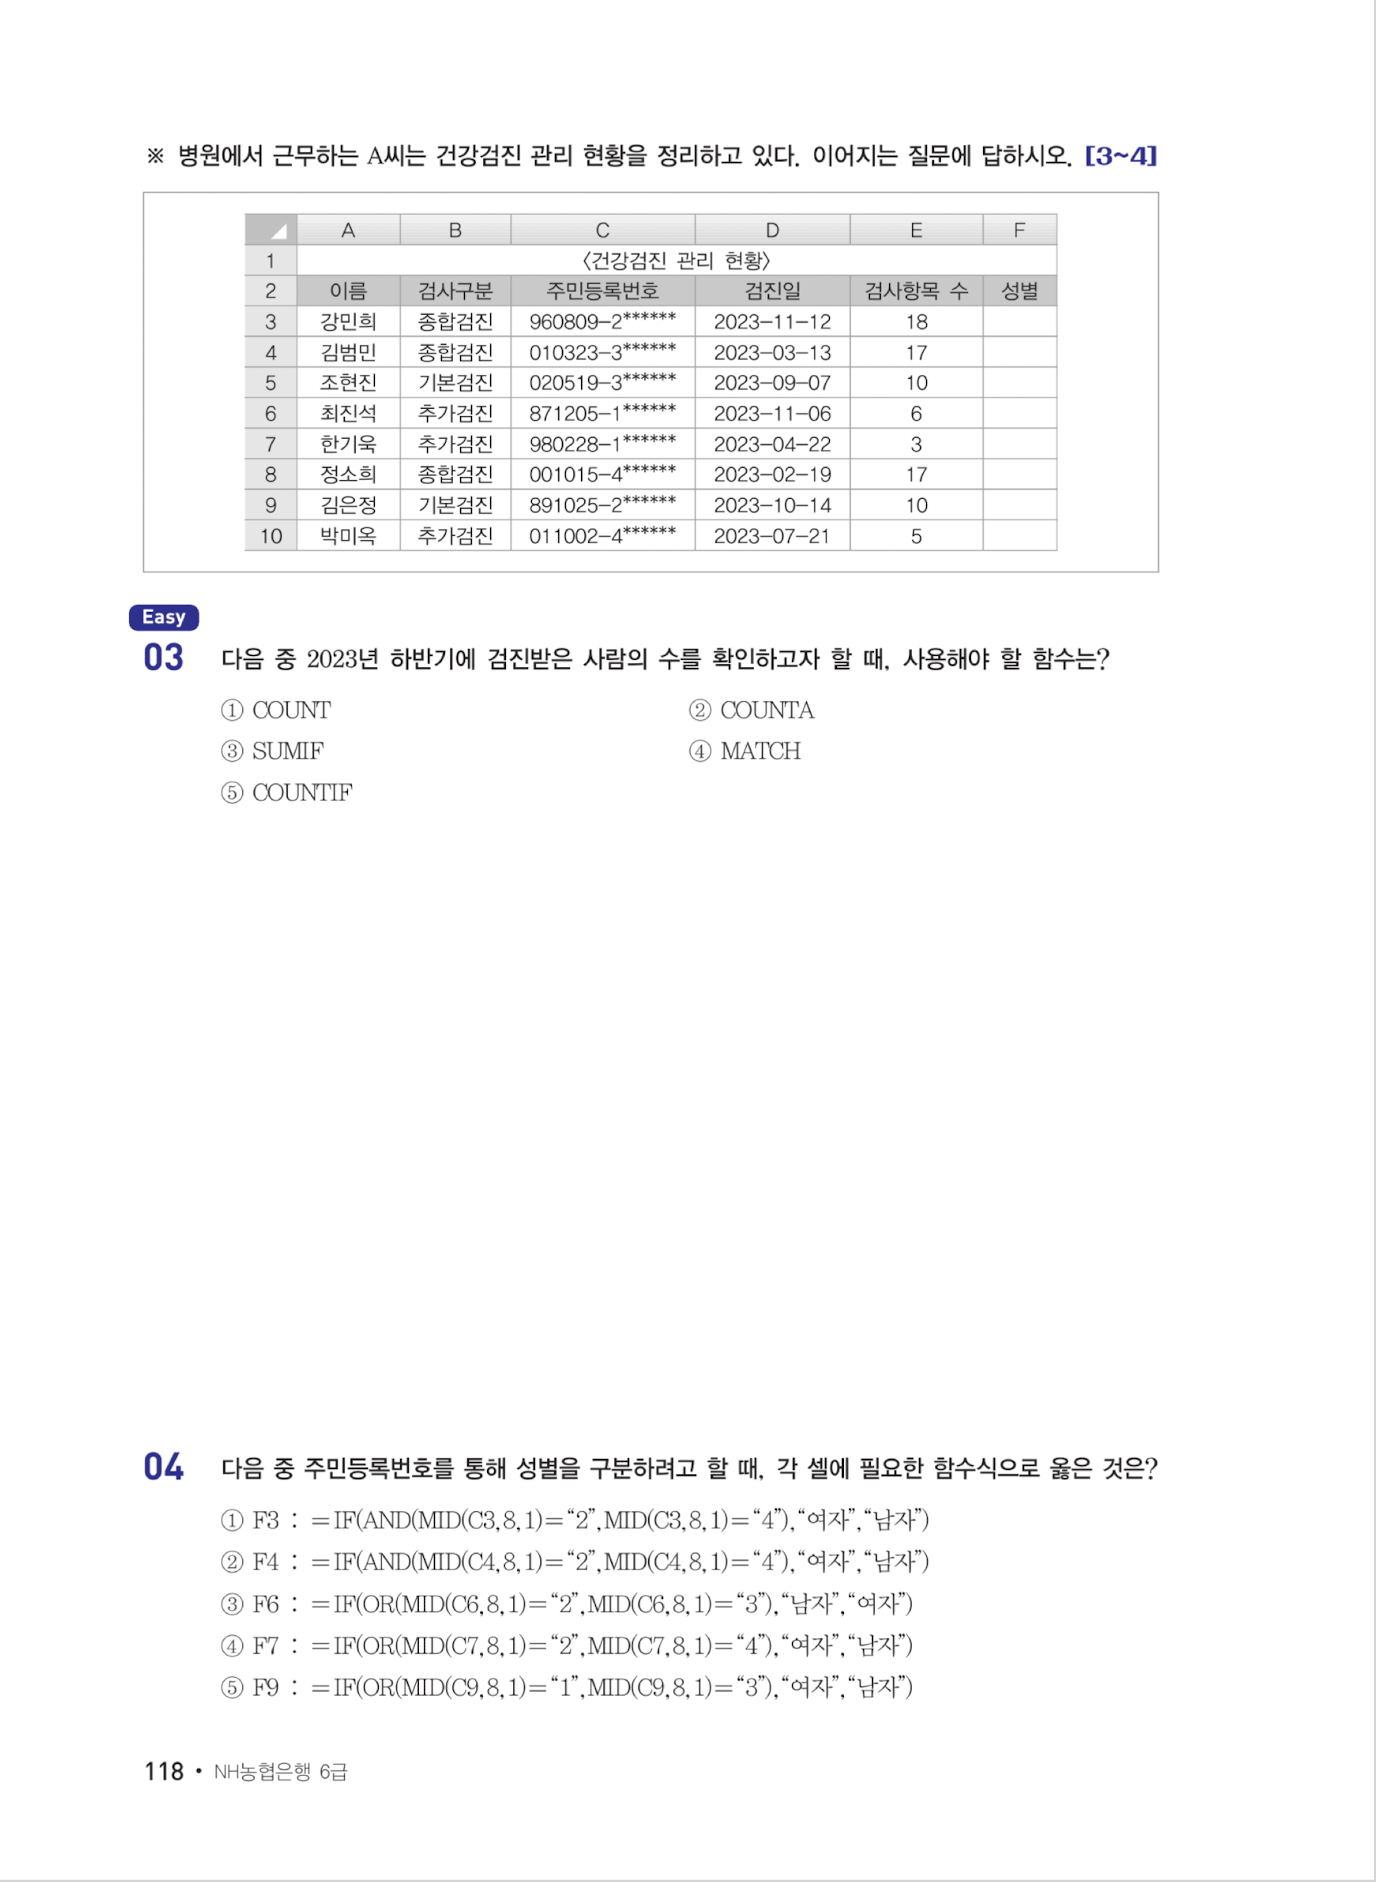 ※ 병원에서 근무하는 A씨는 건강검진 관리 현황을 정리하고 있다. 이어지는 질문에 답하시오. [3~4]
A B C D E F
1 〈건강검진 관리 현황〉
2 이름 검사구분 주민등록번호 검진일 검사항목 수 성별
3 강민희 종합검진 960809-2****** 2023-11-12 18
4 김범민 종합검진 010323-3****** 2023-03-13 17
5 조현진 기본검진 020519-3****** 2023-09-07 10
6 최진석 추가검진 871205-1****** 2023-11-06 6
7 한기욱 추가검진 980228-1****** 2023-04-22 3
8 정소희 종합검진 001015-4****** 2023-02-19 17
9 김은정 기본검진 891025-2****** 2023-10-14 10
10 박미옥 추가검진 011002-4****** 2023-07-21 5
Easy
03 다음 중 2023년 하반기에 검진받은 사람의 수를 확인하고자 할 때, 사용해야 할 함수는?
① COUNT ② COUNTA
③ SUMIF ④ MATCH
⑤ COUNTIF
04 다음 중 주민등록번호를 통해 성별을 구분하려고 할 때, 각 셀에 필요한 함수식으로 옳은 것은?
① F3 : =IF(AND(MID(C3,8,1)=“2”,MID(C3,8,1)=“4”),“여자”,“남자”)
② F4 : =IF(AND(MID(C4,8,1)=“2”,MID(C4,8,1)=“4”),“여자”,“남자”)
③ F6 : =IF(OR(MID(C6,8,1)=“2”,MID(C6,8,1)=“3”),“남자”,“여자”)
④ F7 : =IF(OR(MID(C7,8,1)=“2”,MID(C7,8,1)=“4”),“여자”,“남자”)
⑤ F9 : =IF(OR(MID(C9,8,1)=“1”,MID(C9,8,1)=“3”),“여자”,“남자”)
118 • NH농협은행 6급